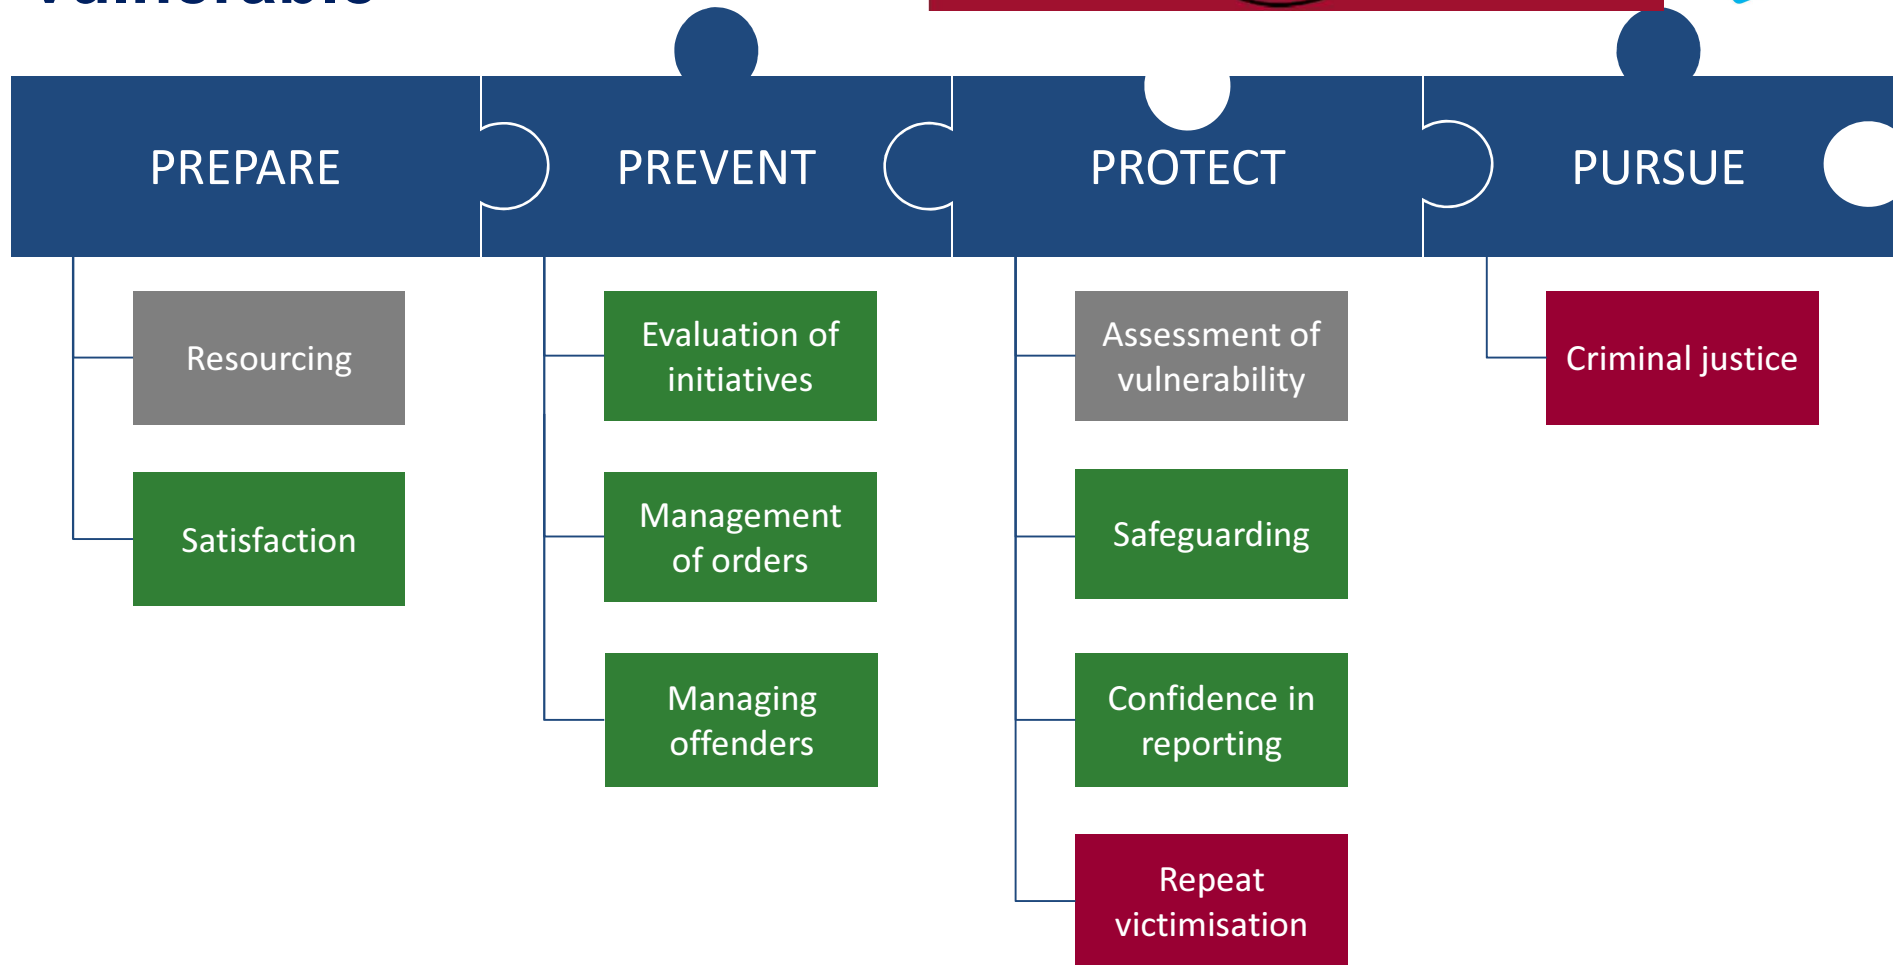 vulnerable
PREPARE
PREVENT
PROTECT
PURSUE
Resourcing
Satisfaction
Evaluation of
initiatives
Management
of orders
Managing
offenders
Assessment of
vulnerability
Safeguarding
Confidence in
reporting
Repeat
victimisation
Criminal justice